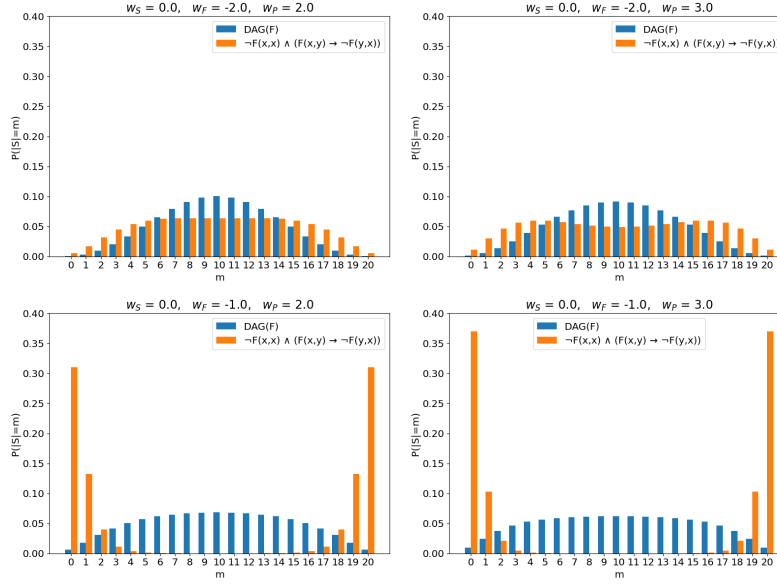 w_S = 0.0,   w_F = -2.0,   w_P = 2.0
0.40
0.35
0.30
0.25
0.20
0.15
0.10
0.05
0.00
P(|S|=m)
DAG(F)
¬F(x,x) ∧ (F(x,y) → ¬F(y,x))
0 1 2 3 4 5 6 7 8 9 10 11 12 13 14 15 16 17 18 19 20
m
w_S = 0.0,   w_F = -2.0,   w_P = 3.0
0.40
0.35
0.30
0.25
0.20
0.15
0.10
0.05
0.00
P(|S|=m)
DAG(F)
¬F(x,x) ∧ (F(x,y) → ¬F(y,x))
0 1 2 3 4 5 6 7 8 9 10 11 12 13 14 15 16 17 18 19 20
m
w_S = 0.0,   w_F = -1.0,   w_P = 2.0
0.40
0.35
0.30
0.25
0.20
0.15
0.10
0.05
0.00
P(|S|=m)
DAG(F)
¬F(x,x) ∧ (F(x,y) → ¬F(y,x))
0 1 2 3 4 5 6 7 8 9 10 11 12 13 14 15 16 17 18 19 20
m
w_S = 0.0,   w_F = -1.0,   w_P = 3.0
0.40
0.35
0.30
0.25
0.20
0.15
0.10
0.05
0.00
P(|S|=m)
DAG(F)
¬F(x,x) ∧ (F(x,y) → ¬F(y,x))
0 1 2 3 4 5 6 7 8 9 10 11 12 13 14 15 16 17 18 19 20
m